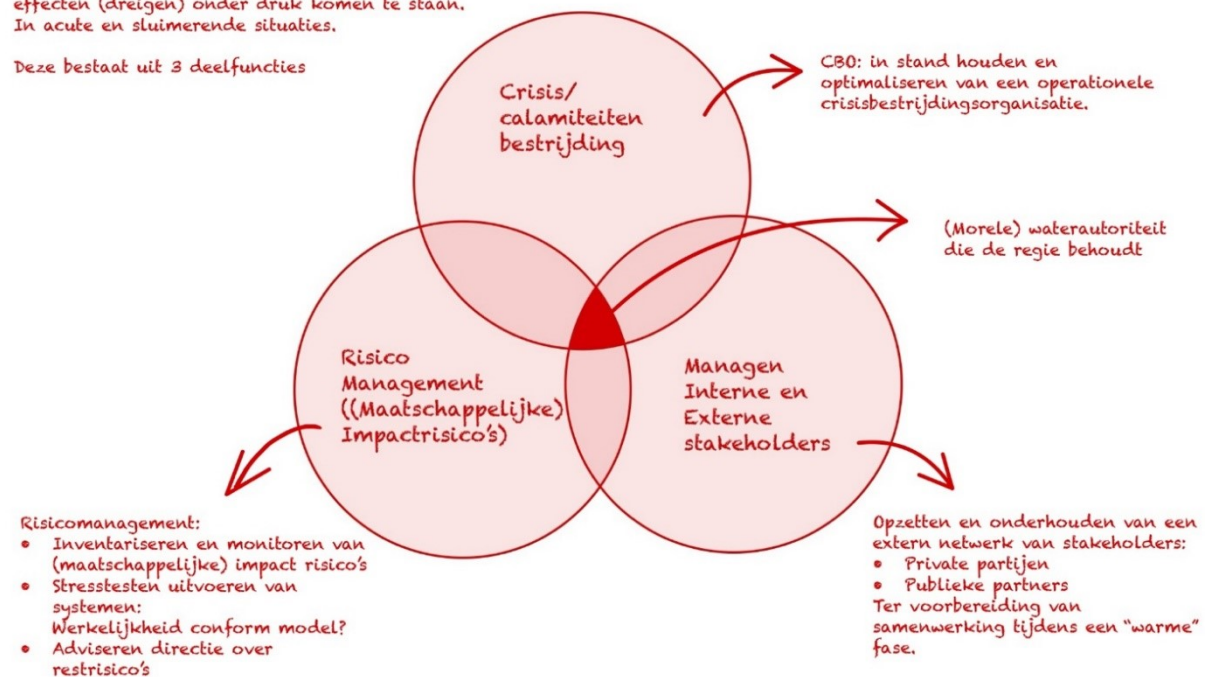 effecten (dreigen) onder druk komen te staan.
In acute en sluimerende situaties.
Deze bestaat uit 3 deelfuncties
Crisis/
calamiteiten
bestrijding
CBO: in stand houden en
optimaliseren van een operationele
crisisbestrijdingsorganisatie.
(Morele) waterautoriteit
die de regie behoudt
Risico
Management
((Maatschappelijke)
Impactrisico's)
Managen
Interne en
Externe
stakeholders
Risicomanagement:
• Inventariseren en monitoren van
(maatschappelijke) impact risico's
• Stresstesten uitvoeren van
systemen:
Werkelijkheid conform model?
• Adviseren directie over
restrisico's
Opzetten en onderhouden van een
extern netwerk van stakeholders:
• Private partijen
• Publieke partners
Ter voorbereiding van
samenwerking tijdens een "warme"
fase.